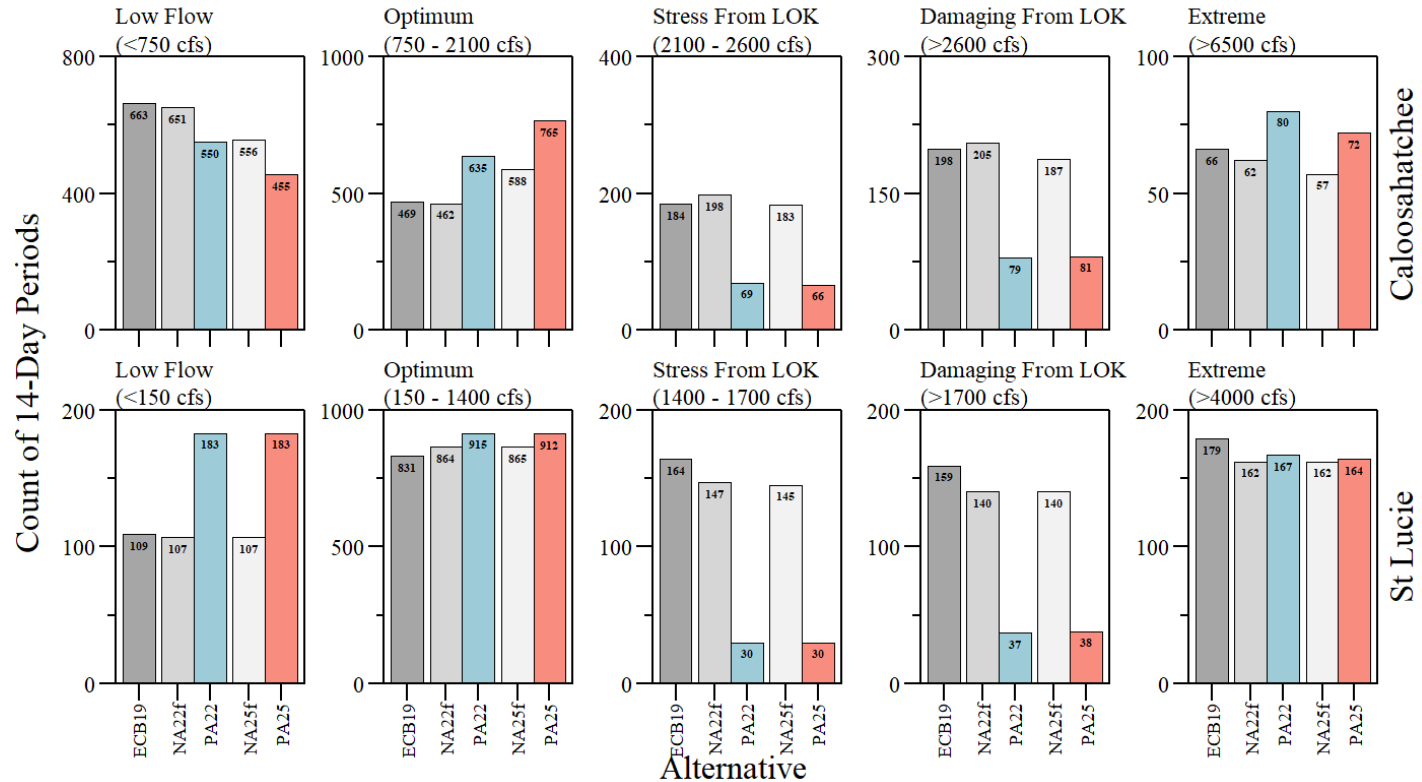 Low Flow
(<750 cfs)
Optimum
(750 - 2100 cfs)
Stress From LOK
(2100 - 2600 cfs)
Damaging From LOK
(>2600 cfs)
Extreme
(>6500 cfs)
800
400
0
663
651
550
556
455
1000
500
0
469
462
635
588
765
400
200
0
184
198
69
183
66
300
150
0
198
205
79
187
81
100
50
0
66
62
80
57
72
Caloosahatchee
Count of 14-Day Periods
Low Flow
(<150 cfs)
Optimum
(150 - 1400 cfs)
Stress From LOK
(1400 - 1700 cfs)
Damaging From LOK
(>1700 cfs)
Extreme
(>4000 cfs)
200
100
0
109
107
183
107
183
1000
500
0
831
864
915
865
912
200
100
0
164
147
30
145
30
200
100
0
159
140
37
140
38
200
100
0
179
162
167
162
164
St Lucie
ECB19
NA22f
PA22
NA25f
PA25
ECB19
NA22f
PA22
NA25f
PA25
ECB19
NA22f
PA22
NA25f
PA25
ECB19
NA22f
PA22
NA25f
PA25
ECB19
NA22f
PA22
NA25f
PA25
Alternative